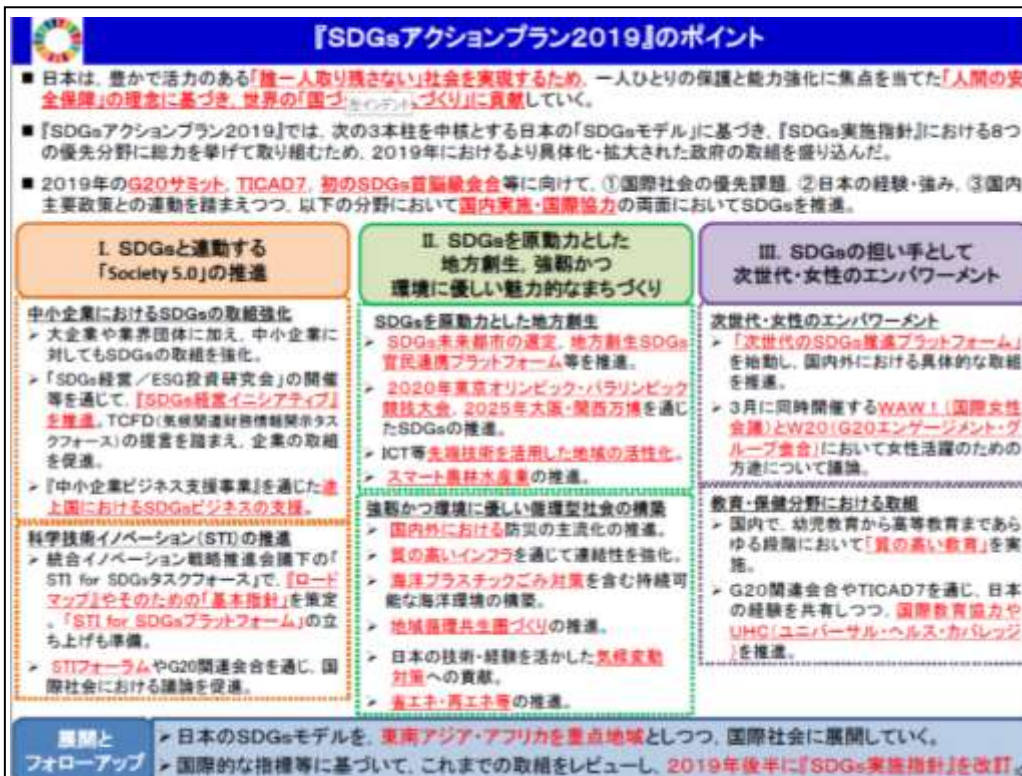 『SDGsアクションプラン2019』のポイント
■ 日本は，豊かで活力のある「誰一人取り残さない」社会を実現するため，一人ひとりの保護と能力強化に焦点を当てた「人間の安
全保障」の理念に基づき，世界の「国づ 左インデント づくり」に貢献していく。
■ 『SDGsアクションプラン2019』では，次の3本柱を中核とする日本の「SDGsモデル」に基づき，『SDGs実施指針』における8つ
の優先分野に総力を挙げて取り組むため，2019年におけるより具体化・拡大された政府の取組を盛り込んだ。
■ 2019年のG20サミット，TICAD7，初のSDGs首脳級会合等に向けて，①国際社会の優先課題，②日本の経験・強み，③国内
主要政策との連動を踏まえつつ，以下の分野において国内実施・国際協力の両面においてSDGsを推進。
Ⅰ．SDGsと連動する
「Society 5.0」の推進
中小企業におけるSDGsの取組強化
➢ 大企業や業界団体に加え，中小企業に
対してもSDGsの取組を強化。
➢ 「SDGs経営／ESG投資研究会」の開催
等を通じて，『SDGs経営イニシアティブ』
を推進。TCFD（気候関連財務情報開示タス
クフォース）の提言を踏まえ，企業の取組
を促進。
➢ 『中小企業ビジネス支援事業』を通じた途
上国におけるSDGsビジネスの支援。
科学技術イノベーション（STI）の推進
➢ 統合イノベーション戦略推進会議下の「
STI for SDGsタスクフォース」で，『ロード
マップ』やそのための「基本指針」を策定
。「STI for SDGsプラットフォーム」の立
ち上げも準備。
➢ STIフォーラムやG20関連会合を通じ，国
際社会における議論を促進。
Ⅱ．SDGsを原動力とした
地方創生，強靱かつ
環境に優しい魅力的なまちづくり
SDGsを原動力とした地方創生
➢ SDGs未来都市の選定，地方創生SDGs
官民連携プラットフォーム等を推進。
➢ 2020年東京オリンピック・パラリンピック
競技大会，2025年大阪・関西万博を通じ
たSDGsの推進。
➢ ICT等先端技術を活用した地域の活性化。
➢ スマート農林水産業の推進。
強靱かつ環境に優しい循環型社会の構築
➢ 国内外における防災の主流化の推進。
➢ 質の高いインフラを通じて連結性を強化。
➢ 海洋プラスチックごみ対策を含む持続可
能な海洋環境の構築。
➢ 地域循環共生圏づくりの推進。
➢ 日本の技術・経験を活かした気候変動
対策への貢献。
➢ 省エネ・再エネ等の推進。
Ⅲ．SDGsの担い手として
次世代・女性のエンパワーメント
次世代・女性のエンパワーメント
➢ 「次世代のSDGs推進プラットフォーム」
を始動し，国内外における具体的な取組
を推進。
➢ 3月に同時開催するWAW！（国際女性
会議）とW20（G20エンゲージメント・グ
ループ会合）において女性活躍のための
方途について議論。
教育・保健分野における取組
➢ 国内で，幼児教育から高等教育まであら
ゆる段階において「質の高い教育」を実
施。
➢ G20関連会合やTICAD7を通じ，日本
の経験を共有しつつ，国際教育協力や
UHC（ユニバーサル・ヘルス・カバレッジ
）を推進。
展開と
フォローアップ
➢ 日本のSDGsモデルを，東南アジア・アフリカを重点地域としつつ，国際社会に展開していく。
➢ 国際的な指標等に基づいて，これまでの取組をレビューし，2019年後半に『SDGs実施指針』を改訂。